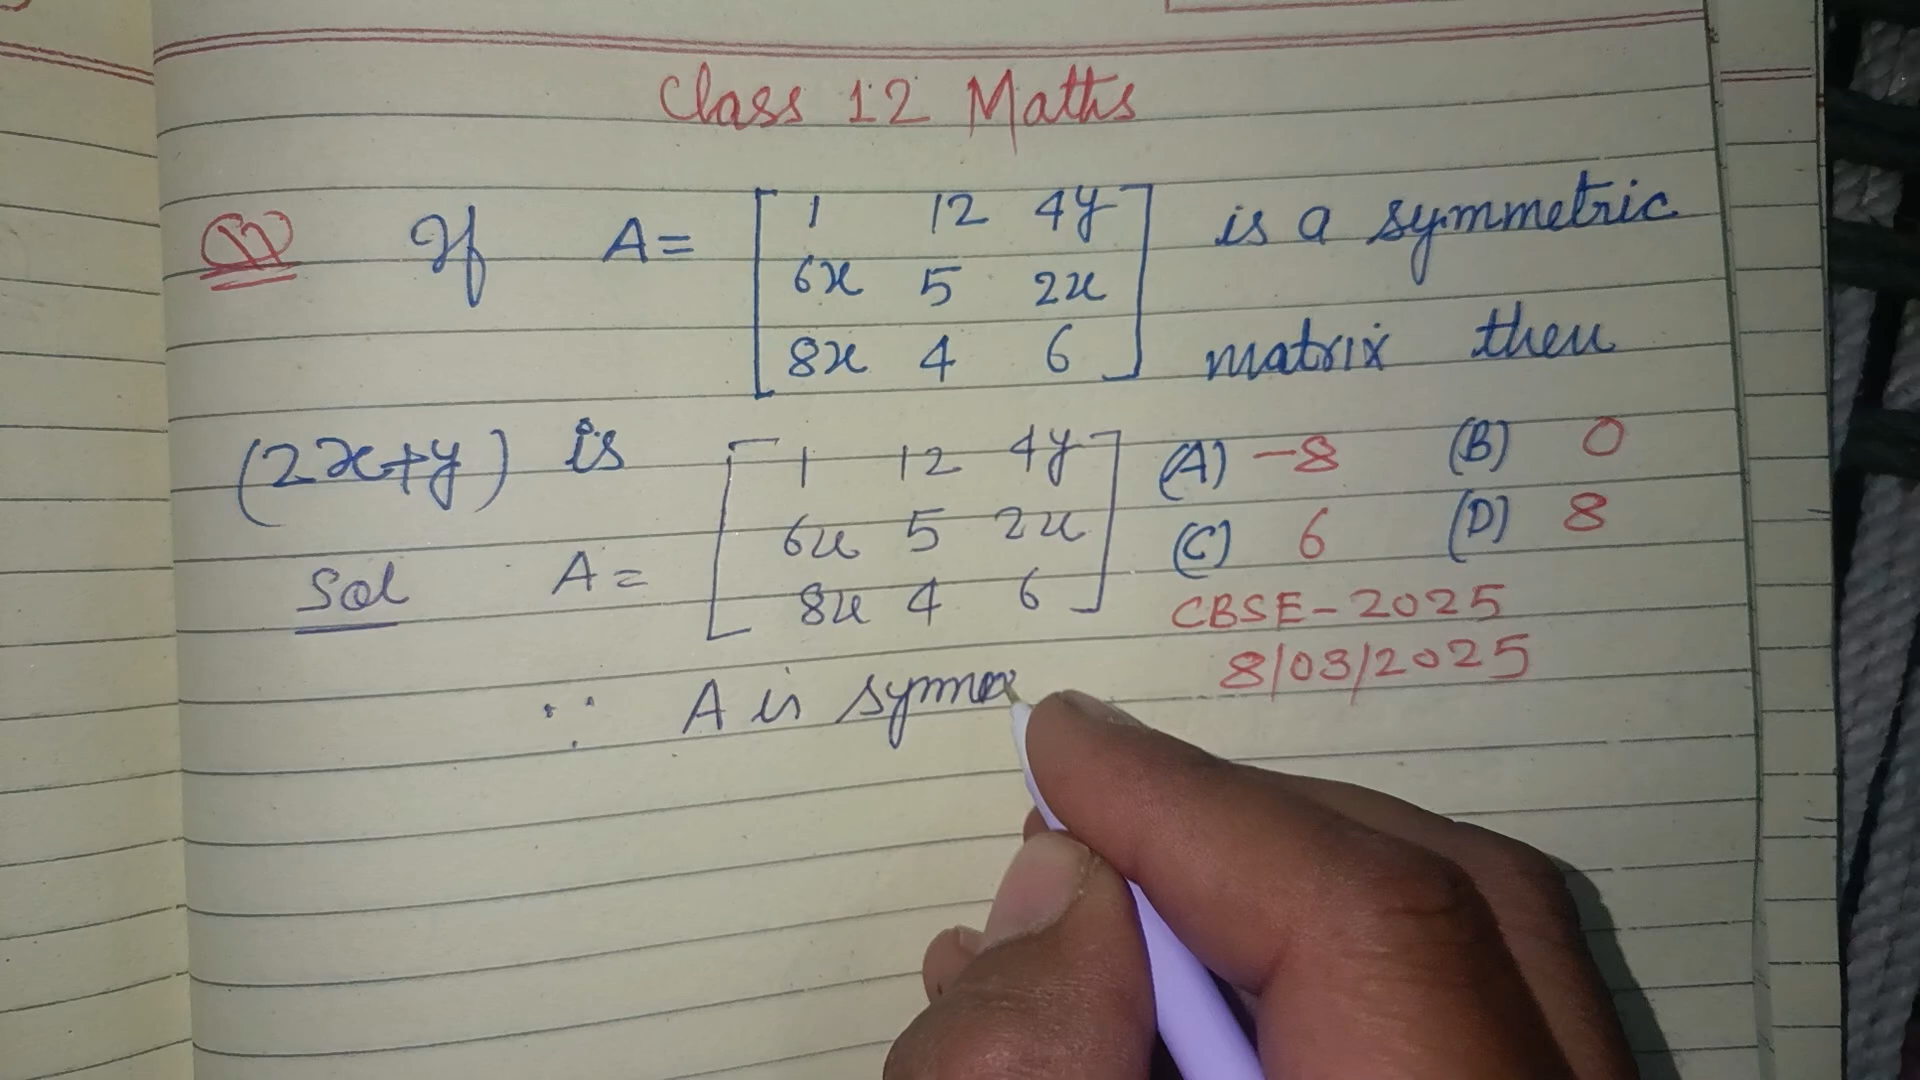 Class 12 Maths
Q If A = [ 1 12 4y is a symmetric
6x 5 2x
8x 4 6 ] matrix then
(2x+y) is
(A) -8 (B) 0
(C) 6 (D) 8
Sol A = [ 1 12 4y
6x 5 2x
8x 4 6 ]
CBSE-2025
8/03/2025
∵ A is symme